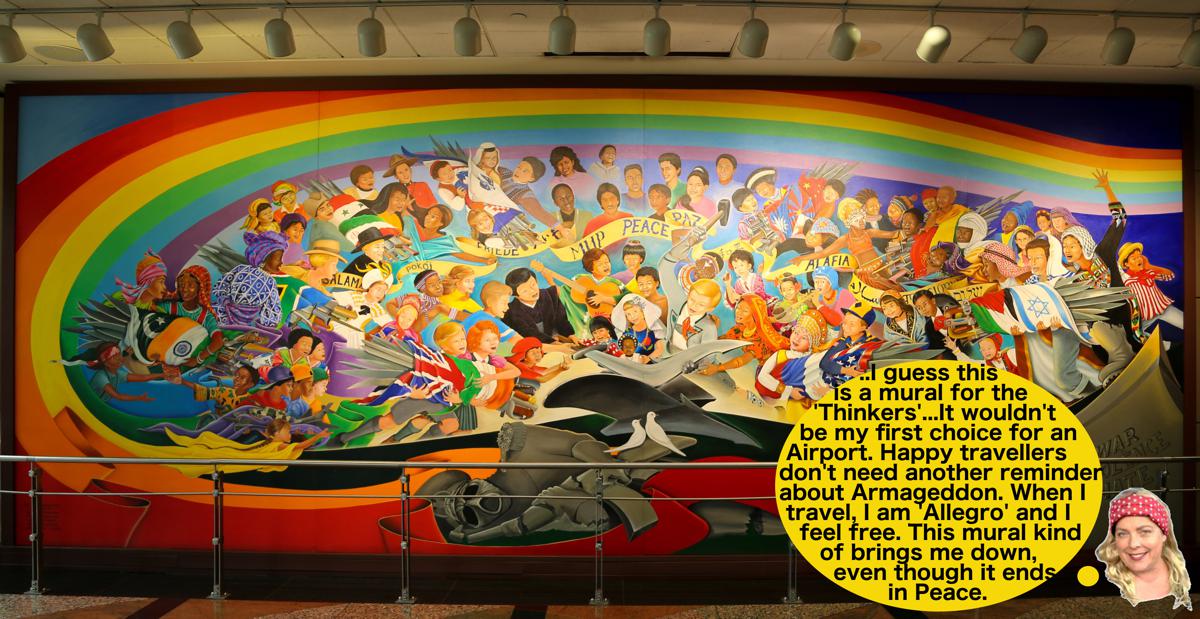 PEACE
PAZ
POKOJ
ALAFIA
WAR
..I guess this
is a mural for the
'Thinkers'...It wouldn't
be my first choice for an
Airport. Happy travellers
don't need another reminder
about Armageddon. When I
travel, I am 'Allegro' and I
feel free. This mural kind
of brings me down,
even though it ends
in Peace.